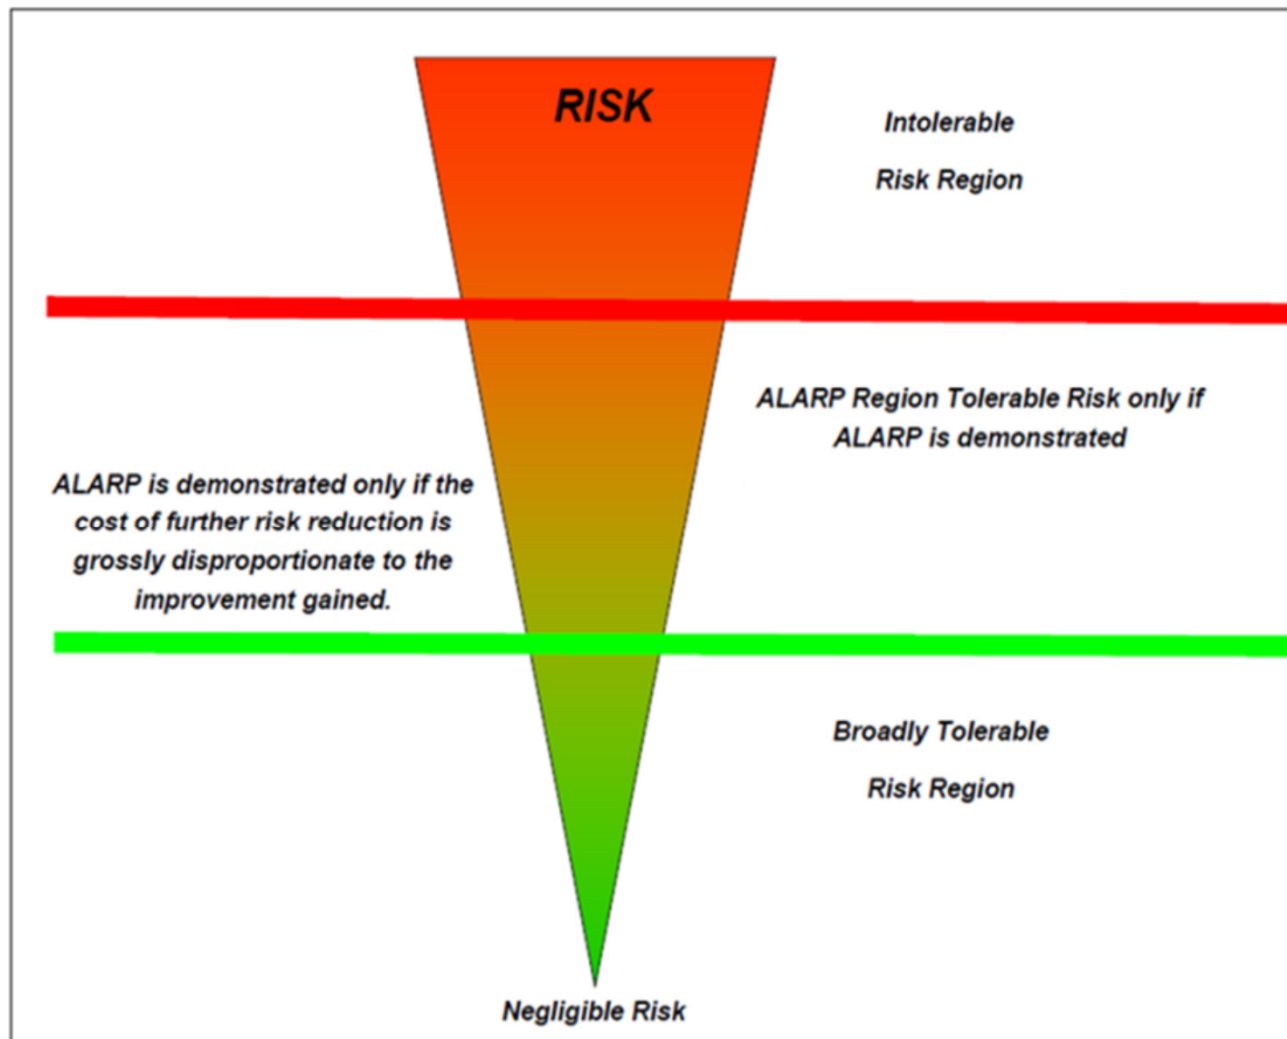 RISK
Intolerable
Risk Region
ALARP Region Tolerable Risk only if
ALARP is demonstrated
ALARP is demonstrated only if the
cost of further risk reduction is
grossly disproportionate to the
improvement gained.
Broadly Tolerable
Risk Region
Negligible Risk